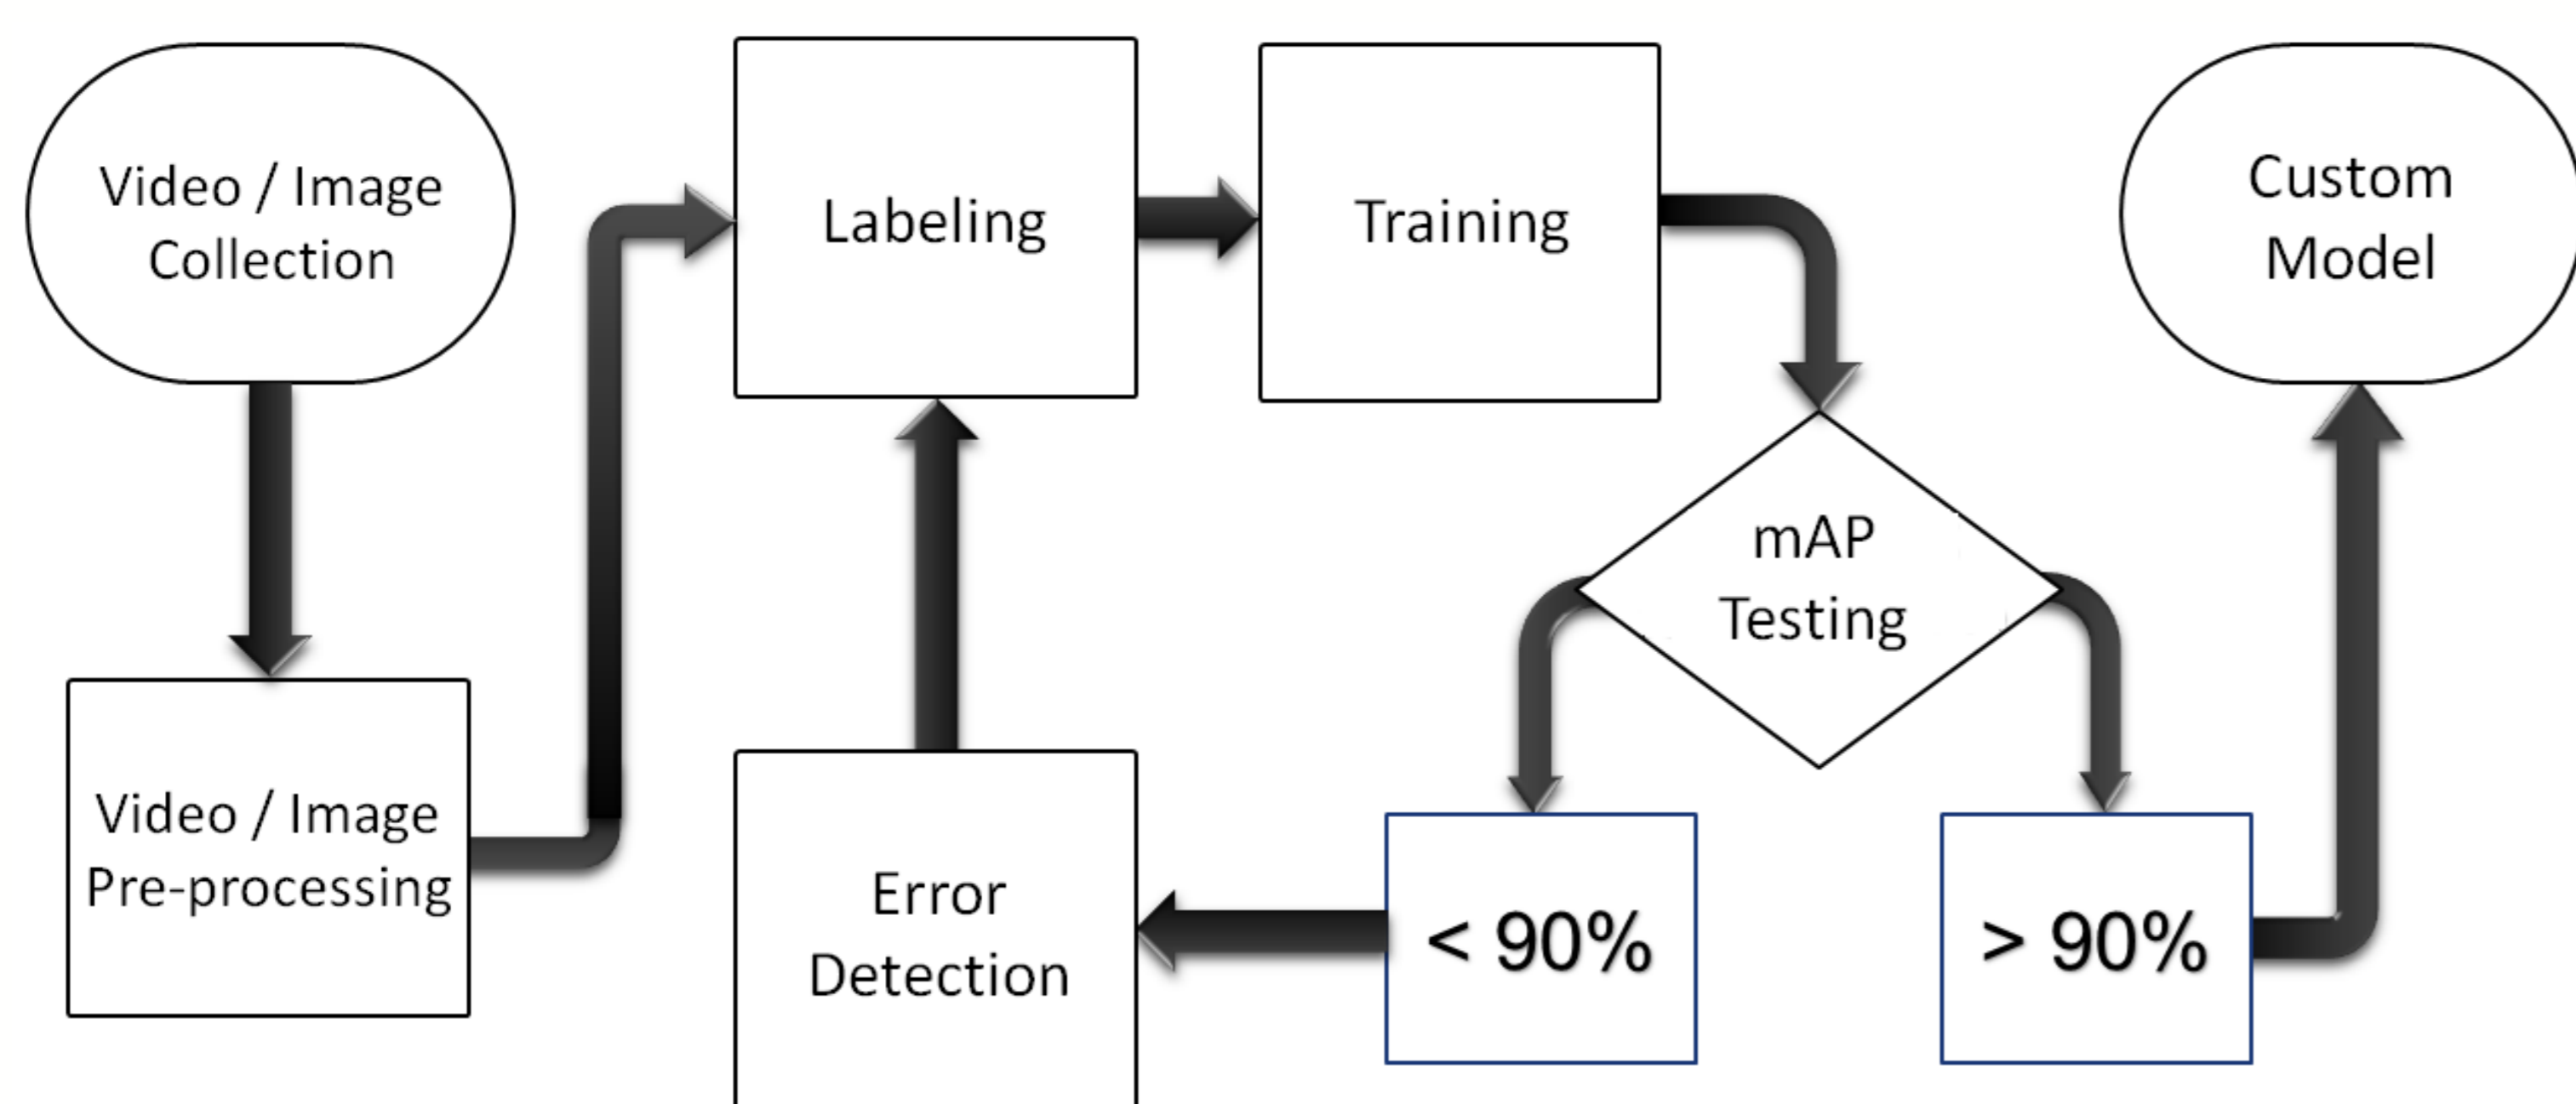 Video / Image
Collection
Video / Image
Pre-processing
Labeling
Training
mAP
Testing
< 90%
> 90%
Error
Detection
Custom
Model